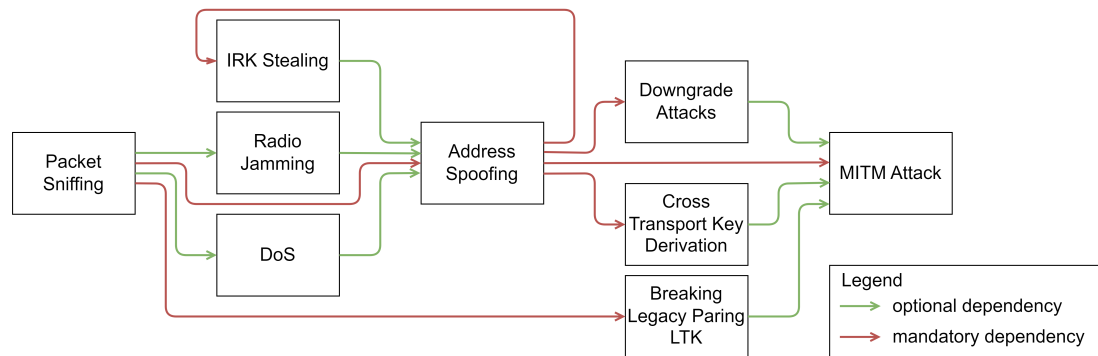 Packet
Sniffing
IRK Stealing
Radio
Jamming
DoS
Address
Spoofing
Downgrade
Attacks
Cross
Transport Key
Derivation
Breaking
Legacy Paring
LTK
MITM Attack
Legend
optional dependency
mandatory dependency